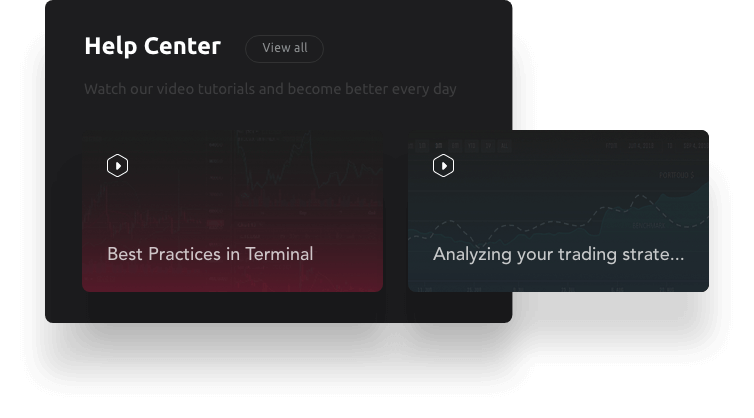 Help Center
View all
Watch our video tutorials and become better every day
Best Practices in Terminal
Analyzing your trading strate...